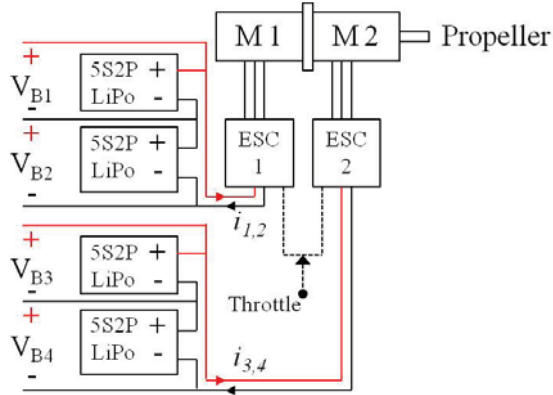 M 1 M 2 Propeller
+ 5S2P +
V_B1 LiPo -
-
+ 5S2P +
V_B2 LiPo -
-
ESC 1
ESC 2
i_1,2
+ 5S2P +
V_B3 LiPo -
-
Throttle
+ 5S2P +
V_B4 LiPo -
-
i_3,4